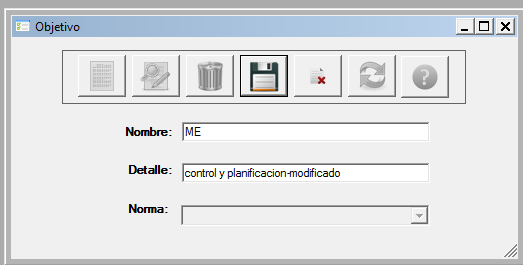 Objetivo
Nombre: ME
Detalle: control y planificacion-modificado
Norma: